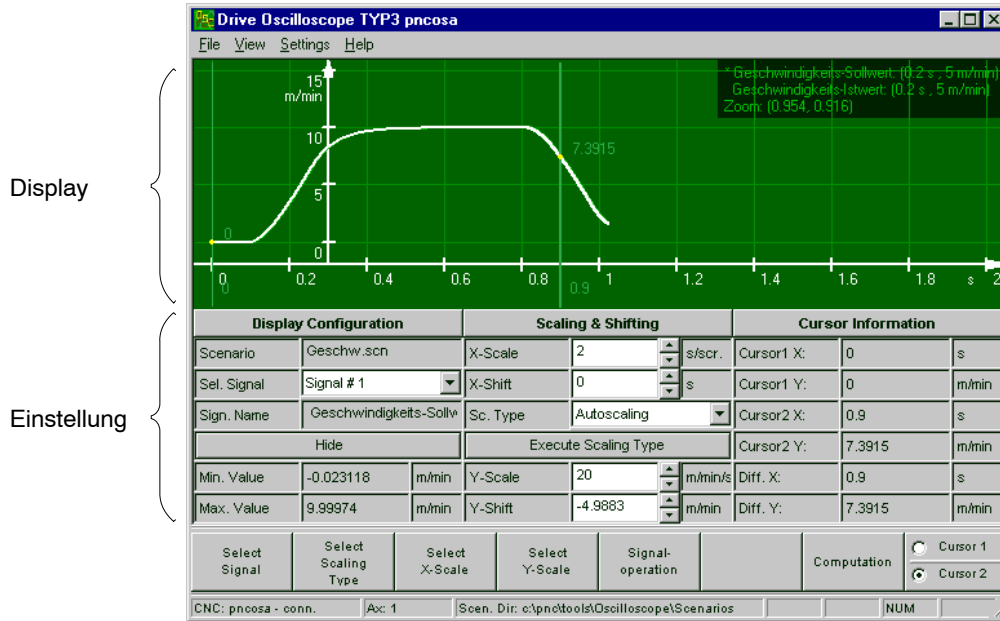 Drive Oscilloscope TYP3 pncosa
File View Settings Help
* Geschwindigkeits-Sollwert: (0.2 s , 5 m/min)
Geschwindigkeits-Istwert: (0.2 s , 5 m/min)
Zoom: (0.954, 0.916)
15
m/min
10
7.3915
5
0
0
0 0.2 0.4 0.6 0.8 1 1.2 1.4 1.6 1.8 s 2
0 0.9
Display
Einstellung
Display Configuration Scaling & Shifting Cursor Information
Scenario Geschw.scn X-Scale 2 s/scr. Cursor1 X: 0 s
Sel. Signal Signal # 1 X-Shift 0 s Cursor1 Y: 0 m/min
Sign. Name Geschwindigkeits-Sollw Sc. Type Autoscaling Cursor2 X: 0.9 s
Hide Execute Scaling Type Cursor2 Y: 7.3915 m/min
Min. Value -0.023118 m/min Y-Scale 20 m/min/s Diff. X: 0.9 s
Max. Value 9.99974 m/min Y-Shift -4.9883 m/min Diff. Y: 7.3915 m/min
Select Signal
Select Scaling Type
Select X-Scale
Select Y-Scale
Signal-operation
Computation
Cursor 1
Cursor 2
CNC: pncosa - conn. Ax: 1 Scen. Dir: c:\pnc\tools\Oscilloscope\Scenarios NUM